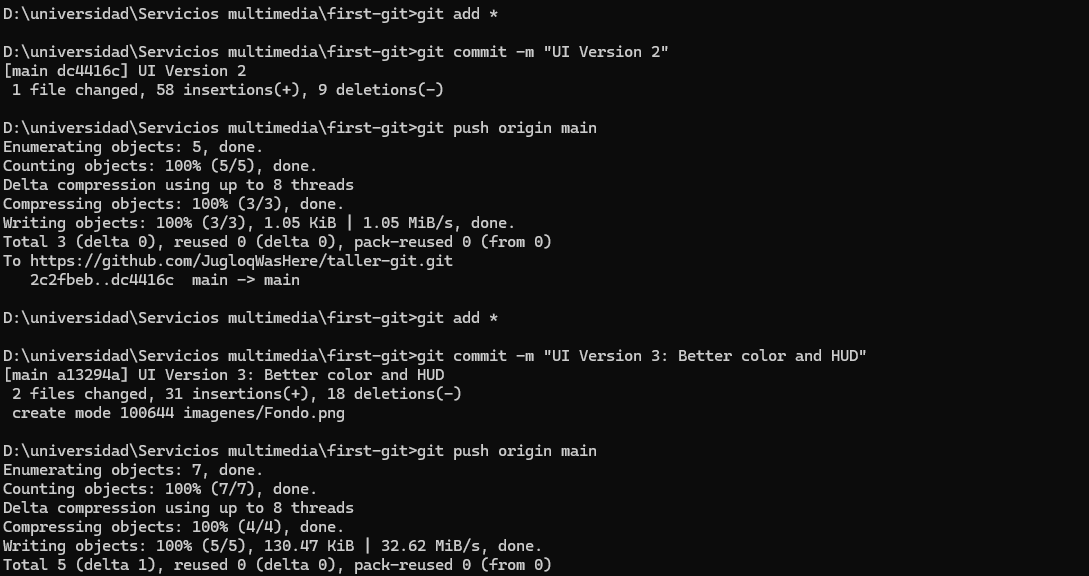 D:\universidad\Servicios multimedia\first-git>git add *
D:\universidad\Servicios multimedia\first-git>git commit -m "UI Version 2"
[main dc4416c] UI Version 2
 1 file changed, 58 insertions(+), 9 deletions(-)
D:\universidad\Servicios multimedia\first-git>git push origin main
Enumerating objects: 5, done.
Counting objects: 100% (5/5), done.
Delta compression using up to 8 threads
Compressing objects: 100% (3/3), done.
Writing objects: 100% (3/3), 1.05 KiB | 1.05 MiB/s, done.
Total 3 (delta 0), reused 0 (delta 0), pack-reused 0 (from 0)
To https://github.com/JugloqWasHere/taller-git.git
   2c2fbeb..dc4416c  main -> main
D:\universidad\Servicios multimedia\first-git>git add *
D:\universidad\Servicios multimedia\first-git>git commit -m "UI Version 3: Better color and HUD"
[main a13294a] UI Version 3: Better color and HUD
 2 files changed, 31 insertions(+), 18 deletions(-)
 create mode 100644 imagenes/Fondo.png
D:\universidad\Servicios multimedia\first-git>git push origin main
Enumerating objects: 7, done.
Counting objects: 100% (7/7), done.
Delta compression using up to 8 threads
Compressing objects: 100% (4/4), done.
Writing objects: 100% (5/5), 130.47 KiB | 32.62 MiB/s, done.
Total 5 (delta 1), reused 0 (delta 0), pack-reused 0 (from 0)